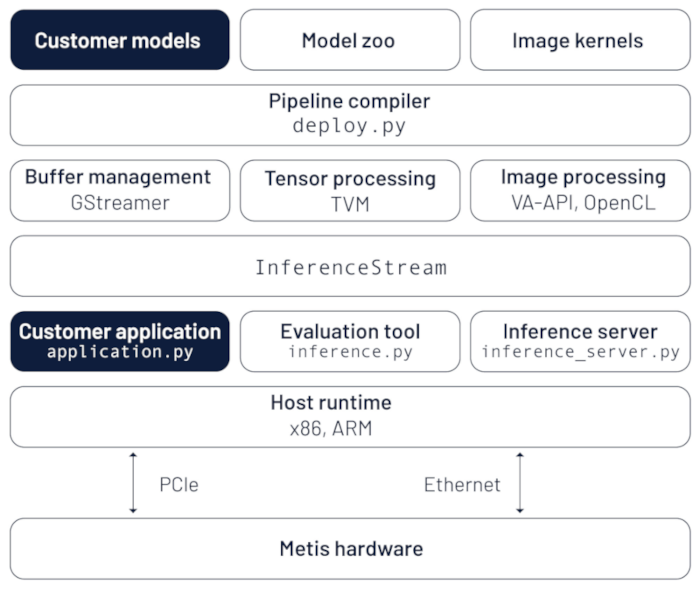 Customer models
Model zoo
Image kernels
Pipeline compiler
deploy.py
Buffer management
GStreamer
Tensor processing
TVM
Image processing
VA-API, OpenCL
InferenceStream
Customer application
application.py
Evaluation tool
inference.py
Inference server
inference_server.py
Host runtime
x86, ARM
PCIe
Ethernet
Metis hardware